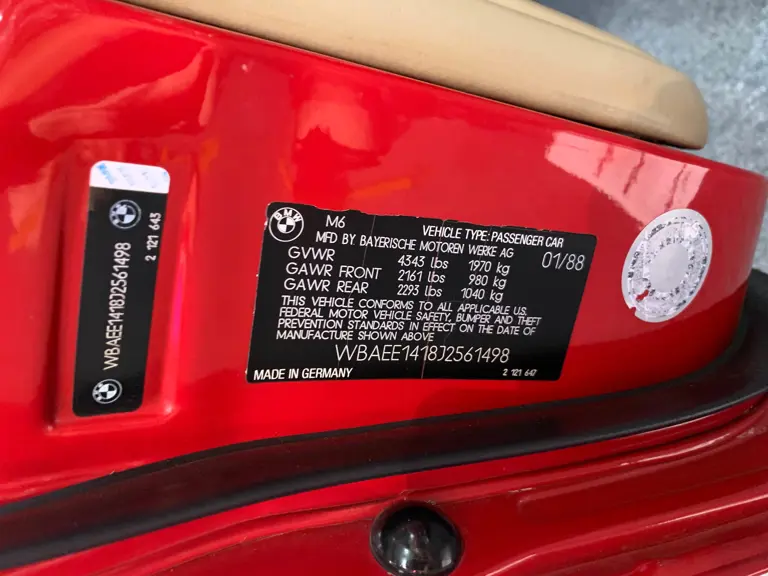 BMW
WBAEE1418J2561498
2 121 643
BMW
BMW
M6
VEHICLE TYPE: PASSENGER CAR
MFD BY BAYERISCHE MOTOREN WERKE AG
01/88
GVWR 4343 lbs 1970 kg
GAWR FRONT 2161 lbs 980 kg
GAWR REAR 2293 lbs 1040 kg
THIS VEHICLE CONFORMS TO ALL APPLICABLE U.S.
FEDERAL MOTOR VEHICLE SAFETY, BUMPER AND THEFT
PREVENTION STANDARDS IN EFFECT ON THE DATE OF
MANUFACTURE SHOWN ABOVE
WBAEE1418J2561498
MADE IN GERMANY
2 121 647